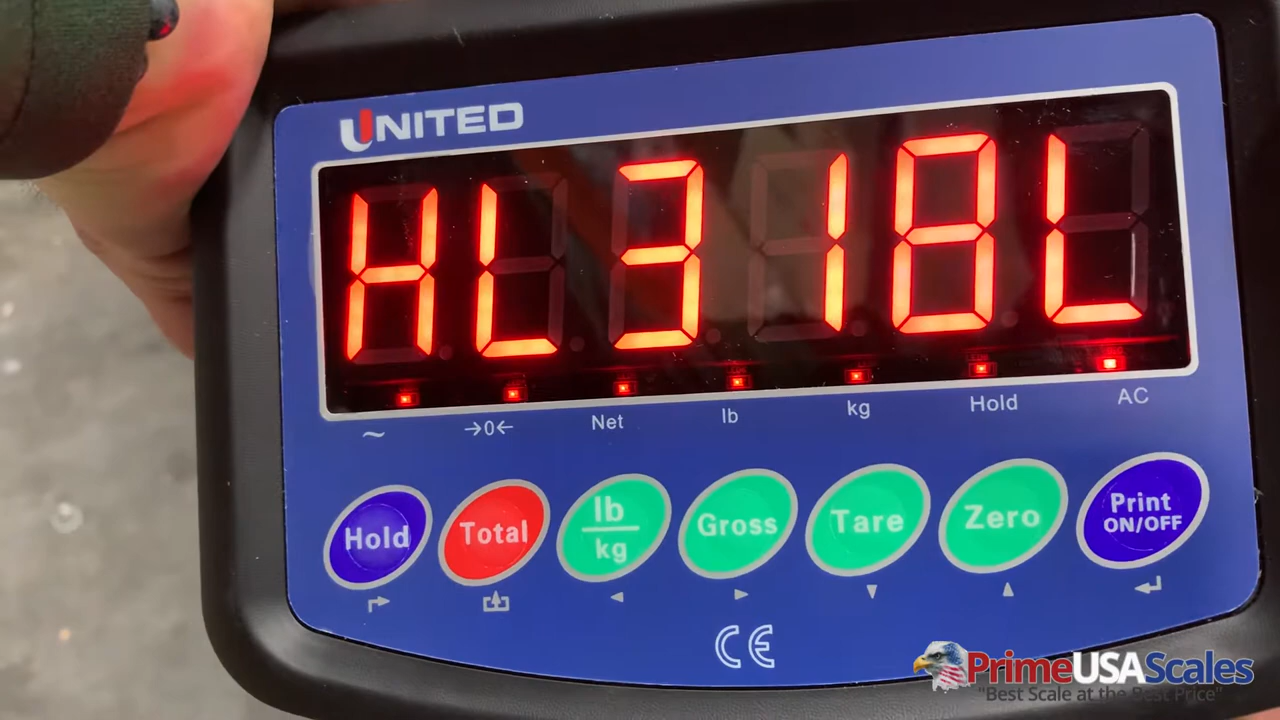 UNITED
HL318L
~ →0← Net lb kg Hold AC
Hold Total lb/kg Gross Tare Zero Print ON/OFF
CE
PrimeUSAScales
"Best Scale at the Best Price"